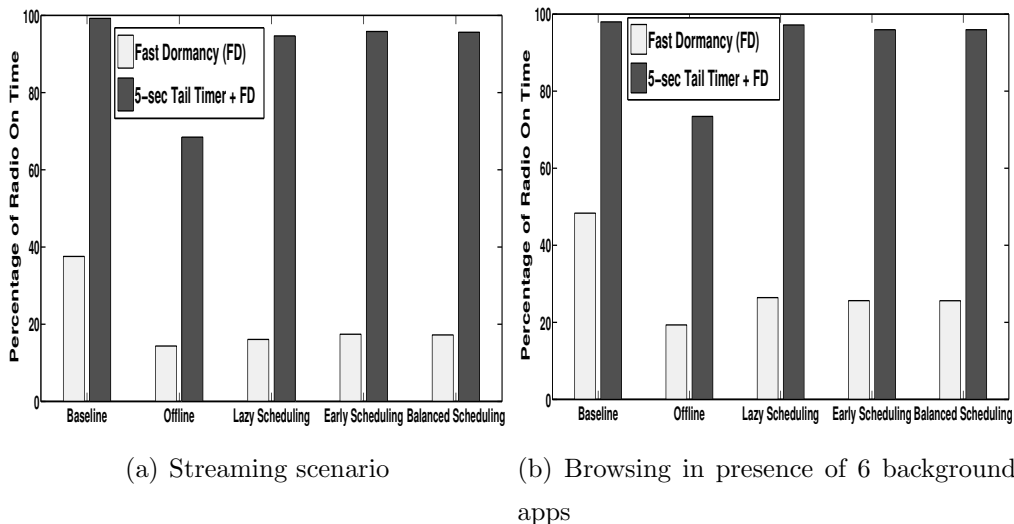 Percentage of Radio On Time
100
80
60
40
20
0
Fast Dormancy (FD)
5-sec Tail Timer + FD
Baseline Offline Lazy Scheduling Early Scheduling Balanced Scheduling
(a) Streaming scenario
Percentage of Radio On Time
100
80
60
40
20
0
Fast Dormancy (FD)
5-sec Tail Timer + FD
Baseline Offline Lazy Scheduling Early Scheduling Balanced Scheduling
(b) Browsing in presence of 6 background
apps